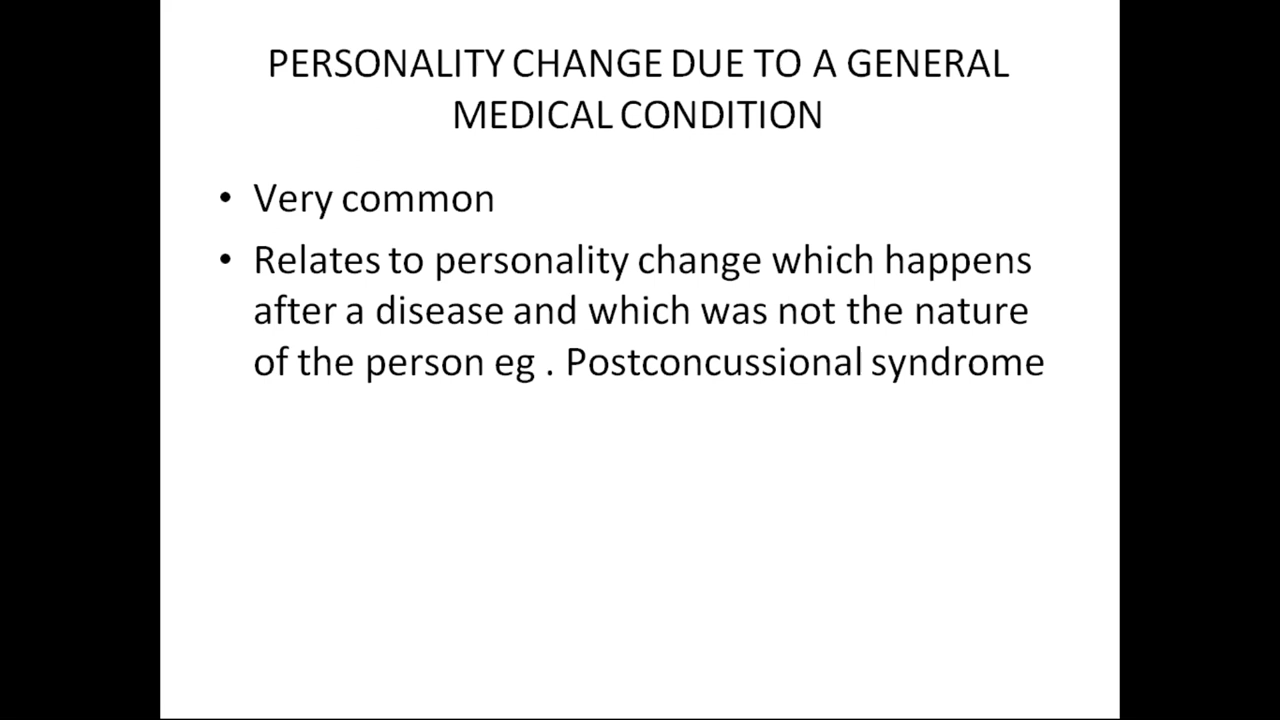 PERSONALITY CHANGE DUE TO A GENERAL
MEDICAL CONDITION
• Very common
• Relates to personality change which happens
after a disease and which was not the nature
of the person eg . Postconcussional syndrome